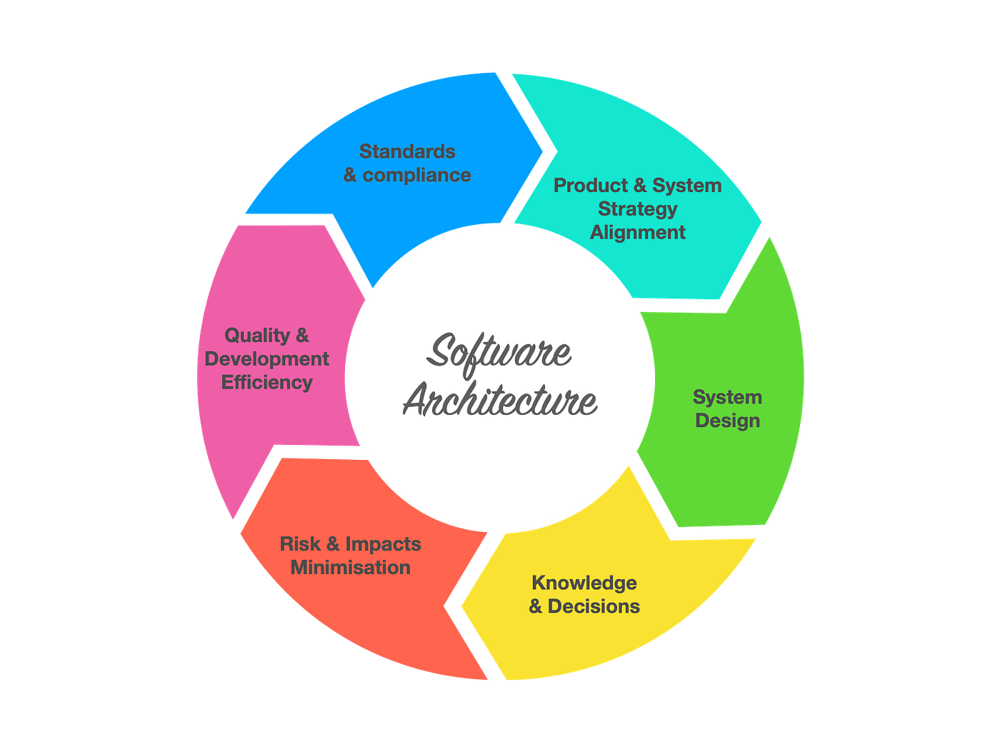 Standards
& compliance
Product & System
Strategy
Alignment
System
Design
Knowledge
& Decisions
Risk & Impacts
Minimisation
Quality &
Development
Efficiency
Software
Architecture